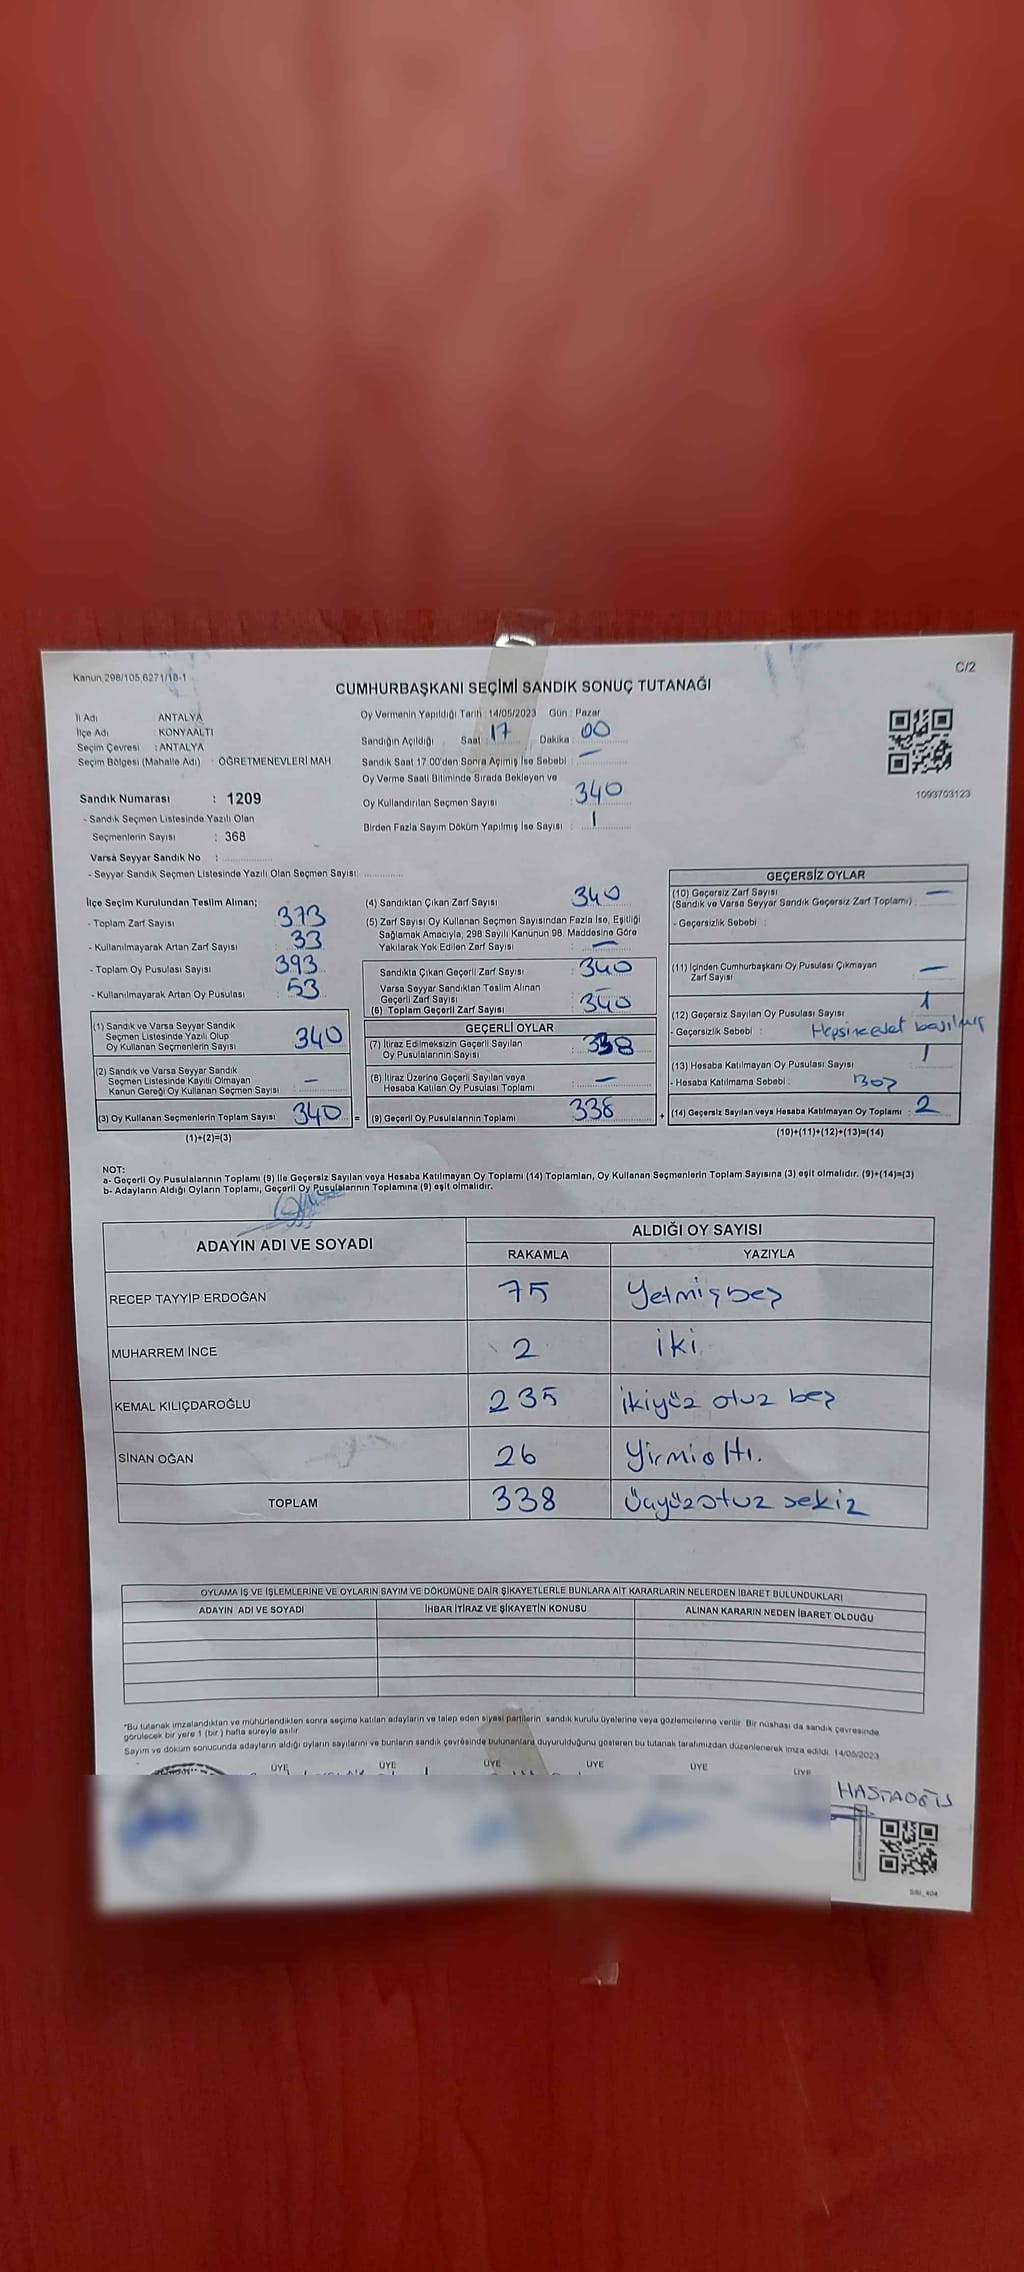 Kanun 298/105,6271/18-1
C/2
CUMHURBAŞKANI SEÇİMİ SANDIK SONUÇ TUTANAĞI
İl Adı : ANTALYA
İlçe Adı : KONYAALTI
Seçim Çevresi : ANTALYA
Seçim Bölgesi (Mahalle Adı) : ÖĞRETMENEVLERİ MAH
Sandık Numarası : 1209
- Sandık Seçmen Listesinde Yazılı Olan
Seçmenlerin Sayısı : 368
Varsa Seyyar Sandık No :
- Seyyar Sandık Seçmen Listesinde Yazılı Olan Seçmen Sayısı:
Oy Vermenin Yapıldığı Tarih : 14/05/2023 Gün : Pazar
Sandığın Açıldığı Saat 17 Dakika : 00
Sandık Saat 17.00'den Sonra Açılmış İse Sebebi : —
Oy Verme Saati Bitiminde Sırada Bekleyen ve
Oy Kullandırılan Seçmen Sayısı : 340
Birden Fazla Sayım Döküm Yapılmış İse Sayısı : 1
1093703123
İlçe Seçim Kurulundan Teslim Alınan;
- Toplam Zarf Sayısı : 373
- Kullanılmayarak Artan Zarf Sayısı : 33
- Toplam Oy Pusulası Sayısı : 393
- Kullanılmayarak Artan Oy Pusulası : 53
(1) Sandık ve Varsa Seyyar Sandık
Seçmen Listesinde Yazılı Olup
Oy Kullanan Seçmenlerin Sayısı : 340
(2) Sandık ve Varsa Seyyar Sandık
Seçmen Listesinde Kayıtlı Olmayan
Kanun Gereği Oy Kullanan Seçmen Sayısı : —
(3) Oy Kullanan Seçmenlerin Toplam Sayısı : 340
(1)+(2)=(3)
=
(4) Sandıktan Çıkan Zarf Sayısı 340
(5) Zarf Sayısı Oy Kullanan Seçmen Sayısından Fazla İse, Eşitliği
Sağlamak Amacıyla, 298 Sayılı Kanunun 98. Maddesine Göre
Yakılarak Yok Edilen Zarf Sayısı : —
Sandıkta Çıkan Geçerli Zarf Sayısı : 340
Varsa Seyyar Sandıktan Teslim Alınan
Geçerli Zarf Sayısı : —
(6) Toplam Geçerli Zarf Sayısı : 340
GEÇERLİ OYLAR
(7) İtiraz Edilmeksizin Geçerli Sayılan
Oy Pusulalarının Sayısı : 338
(8) İtiraz Üzerine Geçerli Sayılan veya
Hesaba Katılan Oy Pusulası Toplamı : —
(9) Geçerli Oy Pusulalarının Toplamı : 338
+
GEÇERSİZ OYLAR
(10) Geçersiz Zarf Sayısı : —
(Sandık ve Varsa Seyyar Sandık Geçersiz Zarf Toplamı)
- Geçersizlik Sebebi :
(11) İçinden Cumhurbaşkanı Oy Pusulası Çıkmayan
Zarf Sayısı : —
(12) Geçersiz Sayılan Oy Pusulası Sayısı : 1
- Geçersizlik Sebebi : Hepsine evet basılmış
(13) Hesaba Katılmayan Oy Pusulası Sayısı : 1
- Hesaba Katılmama Sebebi : Boş
(14) Geçersiz Sayılan veya Hesaba Katılmayan Oy Toplamı : 2
(10)+(11)+(12)+(13)=(14)
NOT:
a- Geçerli Oy Pusulalarının Toplamı (9) ile Geçersiz Sayılan veya Hesaba Katılmayan Oy Toplamı (14) Toplamları, Oy Kullanan Seçmenlerin Toplam Sayısına (3) eşit olmalıdır. (9)+(14)=(3)
b- Adayların Aldığı Oyların Toplamı, Geçerli Oy Pusulalarının Toplamına (9) eşit olmalıdır.
ADAYIN ADI VE SOYADI ALDIĞI OY SAYISI
RAKAMLA YAZIYLA
RECEP TAYYİP ERDOĞAN 75 Yetmişbeş
MUHARREM İNCE 2 iki
KEMAL KILIÇDAROĞLU 235 ikiyüz otuz beş
SİNAN OĞAN 26 Yirmialtı.
TOPLAM 338 Üçyüzotuz sekiz
OYLAMA İŞ VE İŞLEMLERİNE VE OYLARIN SAYIM VE DÖKÜMÜNE DAİR ŞİKAYETLERLE BUNLARA AİT KARARLARIN NELERDEN İBARET BULUNDUKLARI
ADAYIN ADI VE SOYADI İHBAR İTİRAZ VE ŞİKAYETİN KONUSU ALINAN KARARIN NEDEN İBARET OLDUĞU
*Bu tutanak imzalandıktan ve mühürlendikten sonra seçime katılan adayların ve talep eden siyasi partilerin sandık kurulu üyelerine veya gözlemcilerine verilir. Bir nüshası da sandık çevresinde
görülecek bir yere 1 (bir) hafta süreyle asılır.
Sayım ve döküm sonucunda adayların aldığı oyların sayılarını ve bunların sandık çevresinde bulunanlara duyurulduğunu gösteren bu tutanak tarafımızdan düzenlenerek imza edildi. 14/05/2023
ÜYE ÜYE ÜYE ÜYE ÜYE ÜYE